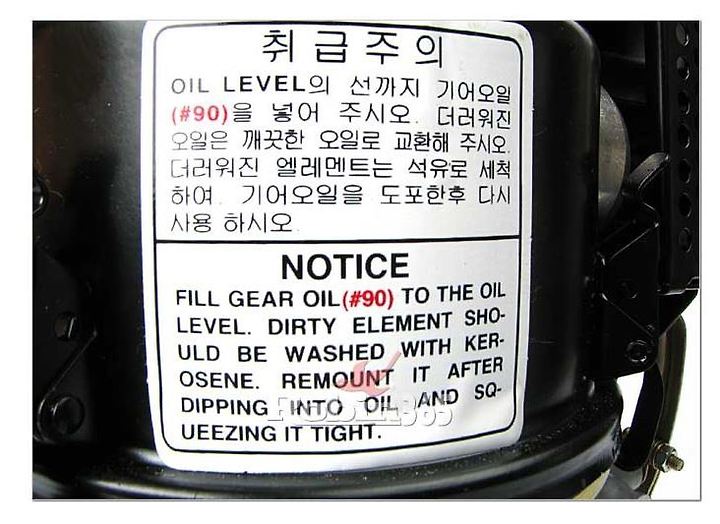 취급주의
OIL LEVEL의 선까지 기어오일
(#90)을 넣어 주시오. 더러워진
오일은 깨끗한 오일로 교환해 주시오.
더러워진 엘레멘트는 석유로 세척
하여, 기어오일을 도포한후 다시
사용 하시오
NOTICE
FILL GEAR OIL(#90) TO THE OIL
LEVEL. DIRTY ELEMENT SHO-
ULD BE WASHED WITH KER-
OSENE. REMOUNT IT AFTER
DIPPING INTO OIL AND SQ-
UEEZING IT TIGHT.